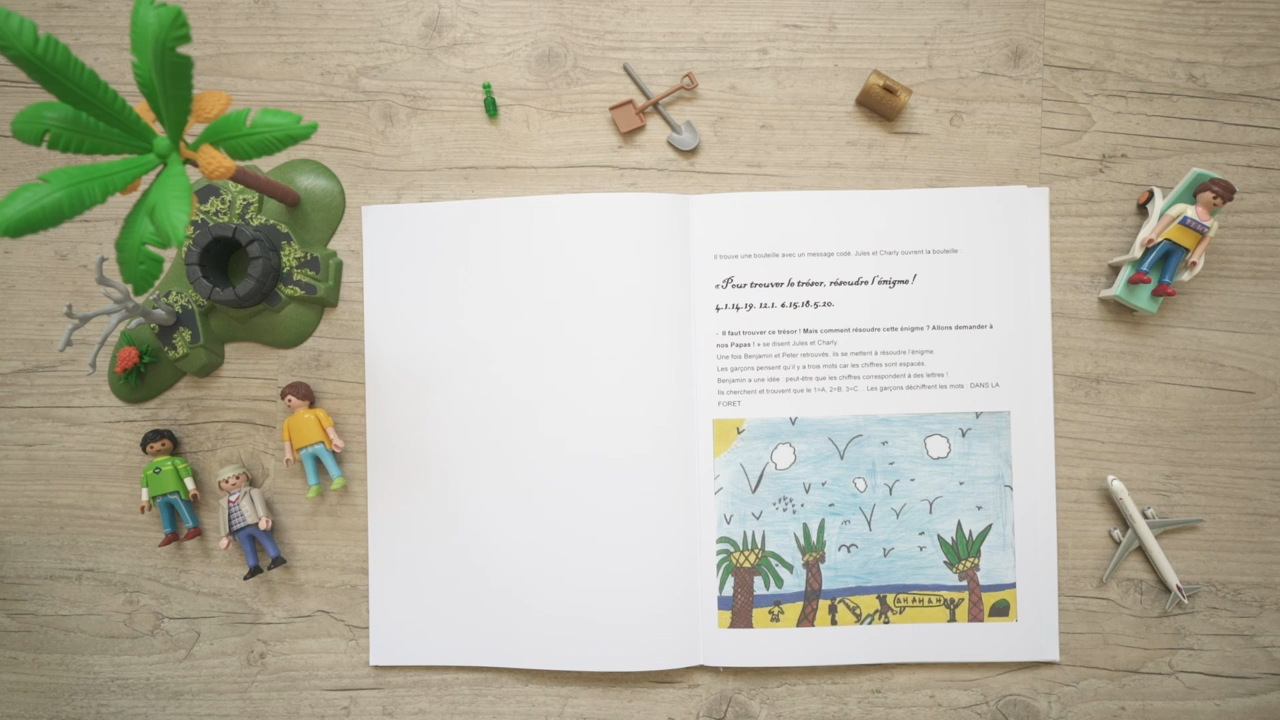 Il trouve une bouteille avec un message codé. Jules et Charly ouvrent la bouteille :
« Pour trouver le trésor, résoudre l'énigme !
4.1.14.19. 12.1. 6.15.18.5.20.
- Il faut trouver ce trésor ! Mais comment résoudre cette énigme ? Allons demander à
nos Papas ! » se disent Jules et Charly.
Une fois Benjamin et Peter retrouvés, ils se mettent à résoudre l'énigme.
Les garçons pensent qu'il y a trois mots car les chiffres sont espacés.
Benjamin a une idée : peut-être que les chiffres correspondent à des lettres !
Ils cherchent et trouvent que le 1=A, 2=B, 3=C... Les garçons déchiffrent les mots : DANS LA
FORET.
AHAHAH